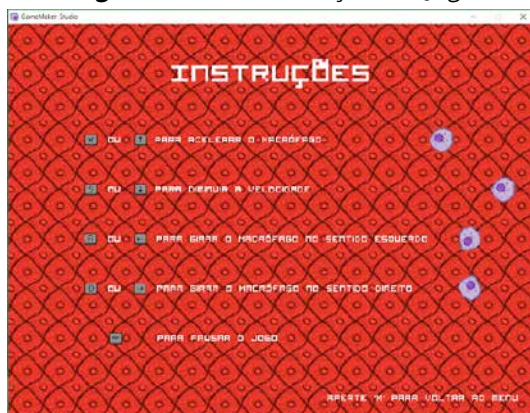 GameMaker Studio
INSTRUÇÕES
W OU ↑ PARA ACELERAR O MACRÓFAGO
S OU ↓ PARA DIMINUIR A VELOCIDADE
OU ← PARA GIRAR O MACRÓFAGO NO SENTIDO ESQUERDO
D OU → PARA GIRAR O MACRÓFAGO NO SENTIDO DIREITO
PARA PAUSAR O JOGO
APERTE 'M' PARA VOLTAR AO MENU